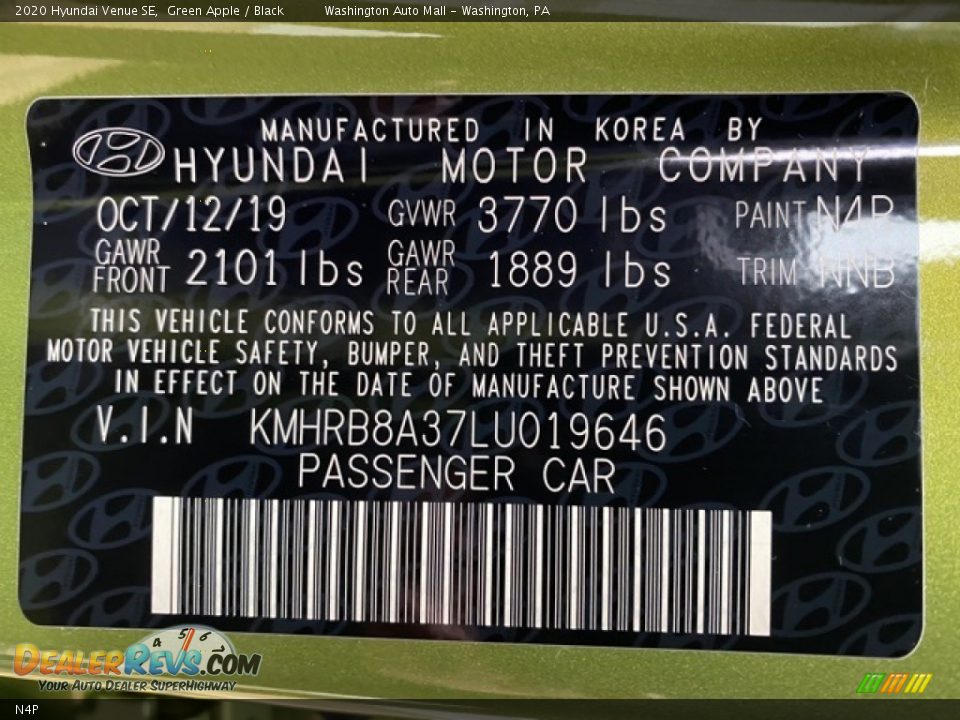 2020 Hyundai Venue SE, Green Apple / Black Washington Auto Mall - Washington, PA
MANUFACTURED IN KOREA BY
HYUNDAI MOTOR COMPANY
OCT/12/19 GVWR 3770 lbs PAINT N4P
GAWR FRONT 2101 lbs GAWR REAR 1889 lbs TRIM NNB
THIS VEHICLE CONFORMS TO ALL APPLICABLE U.S.A. FEDERAL
MOTOR VEHICLE SAFETY, BUMPER, AND THEFT PREVENTION STANDARDS
IN EFFECT ON THE DATE OF MANUFACTURE SHOWN ABOVE
V.I.N KMHRB8A37LU019646
PASSENGER CAR
4 5 6
DEALERREVS.COM
YOUR AUTO DEALER SUPERHIGHWAY
N4P